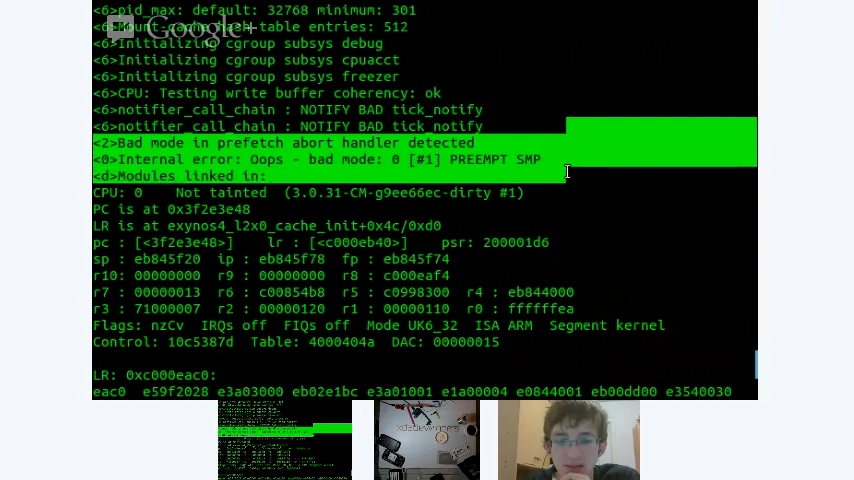 <6>pid_max: default: 32768 minimum: 301
<6>Mount-cache hash table entries: 512
Google+
<6>Initializing cgroup subsys debug
<6>Initializing cgroup subsys cpuacct
<6>Initializing cgroup subsys freezer
<6>CPU: Testing write buffer coherency: ok
<6>notifier_call_chain : NOTIFY BAD tick_notify
<6>notifier_call_chain : NOTIFY BAD tick_notify
<2>Bad mode in prefetch abort handler detected
<0>Internal error: Oops - bad mode: 0 [#1] PREEMPT SMP
<d>Modules linked in:
CPU: 0    Not tainted  (3.0.31-CM-g9ee66ec-dirty #1)
PC is at 0x3f2e3e48
LR is at exynos4_l2x0_cache_init+0x4c/0xd0
pc : [<3f2e3e48>]    lr : [<c000eb40>]    psr: 200001d6
sp : eb845f20  ip : eb845f78  fp : eb845f74
r10: 00000000  r9 : 00000000  r8 : c000eaf4
r7 : 00000013  r6 : c00854b8  r5 : c0998300  r4 : eb844000
r3 : 71000007  r2 : 00000120  r1 : 00000110  r0 : ffffffea
Flags: nzCv  IRQs off  FIQs off  Mode UK6_32  ISA ARM  Segment kernel
Control: 10c5387d  Table: 4000404a  DAC: 00000015
LR: 0xc000eac0:
eac0  e59f2028 e3a03000 eb02e1bc e3a01001 e1a00004 e0844001 eb00dd00 e3540030
xdadevelopers